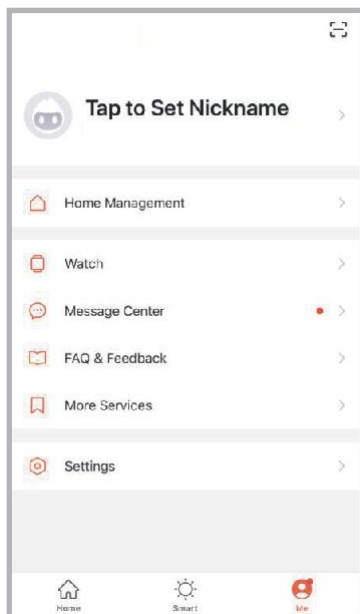 Tap to Set Nickname
Home Management
Watch
Message Center
FAQ & Feedback
More Services
Settings
Home
Smart
Me